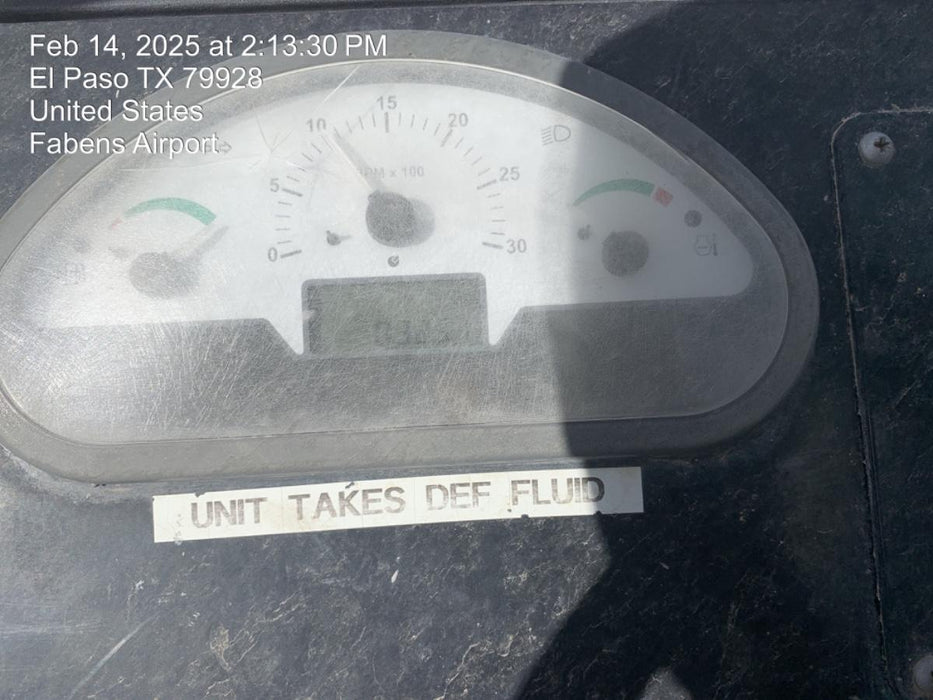 Feb 14, 2025 at 2:13:30 PM
El Paso TX 79928
United States
Fabens Airport
15
10
20
RPM x 100
5
25
0
30
UNIT TAKES DEF FLUID